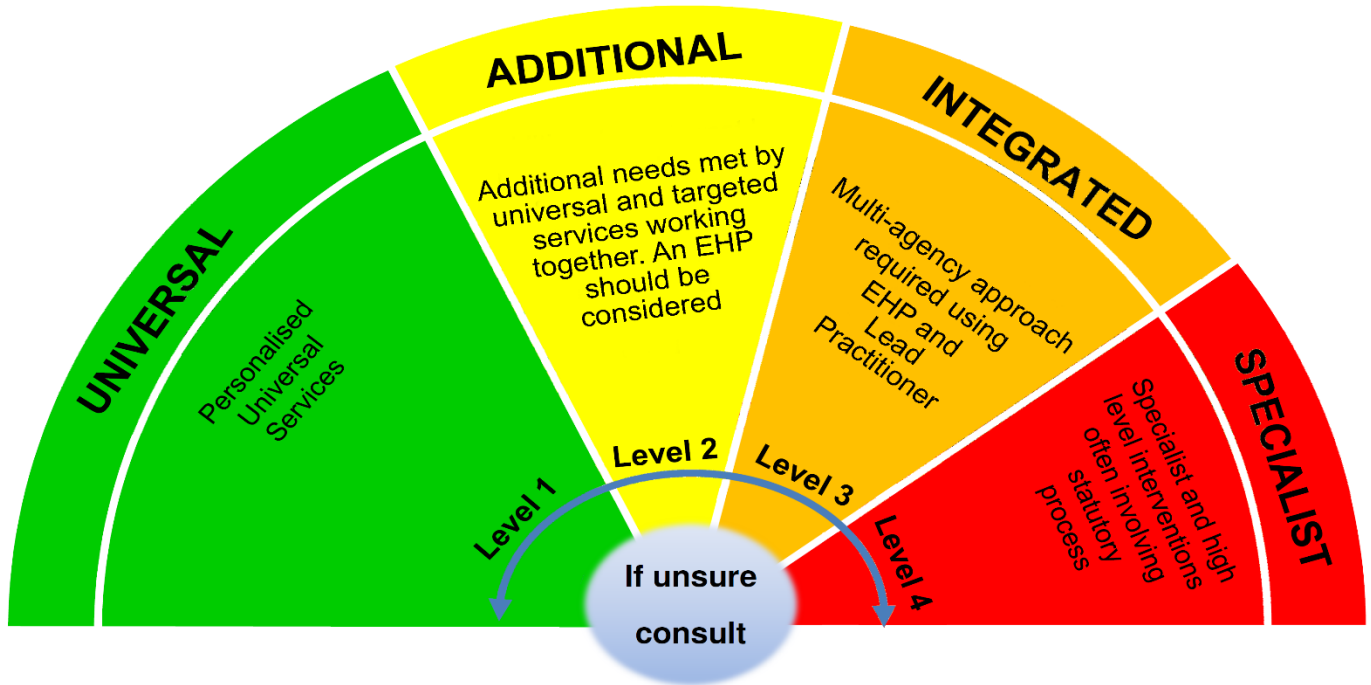 UNIVERSAL
Personalised
Universal
Services
Level 1
ADDITIONAL
Additional needs met by
universal and targeted
services working
together. An EHP
should be
considered
Level 2
INTEGRATED
Multi-agency approach
required using
EHP and
Lead
Practitioner
Level 3
SPECIALIST
Specialist and high
level interventions
often involving
statutory
process
Level 4
If unsure
consult